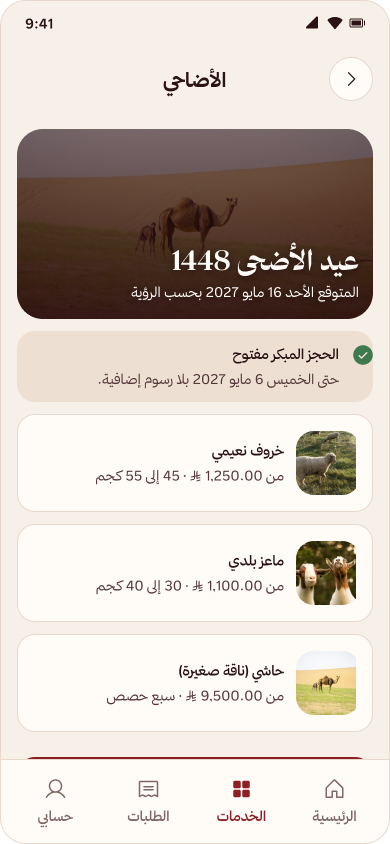 9:41
الأضاحي
عيد الأضحى 1448
المتوقع الأحد 16 مايو 2027 بحسب الرؤية
الحجز المبكر مفتوح
حتى الخميس 6 مايو 2027 بلا رسوم إضافية.
خروف نعيمي
من 1,250.00 ⃁ · 45 إلى 55 كجم
ماعز بلدي
من 1,100.00 ⃁ · 30 إلى 40 كجم
حاشي (ناقة صغيرة)
من 9,500.00 ⃁ · سبع حصص
الرئيسية
الخدمات
الطلبات
حسابي